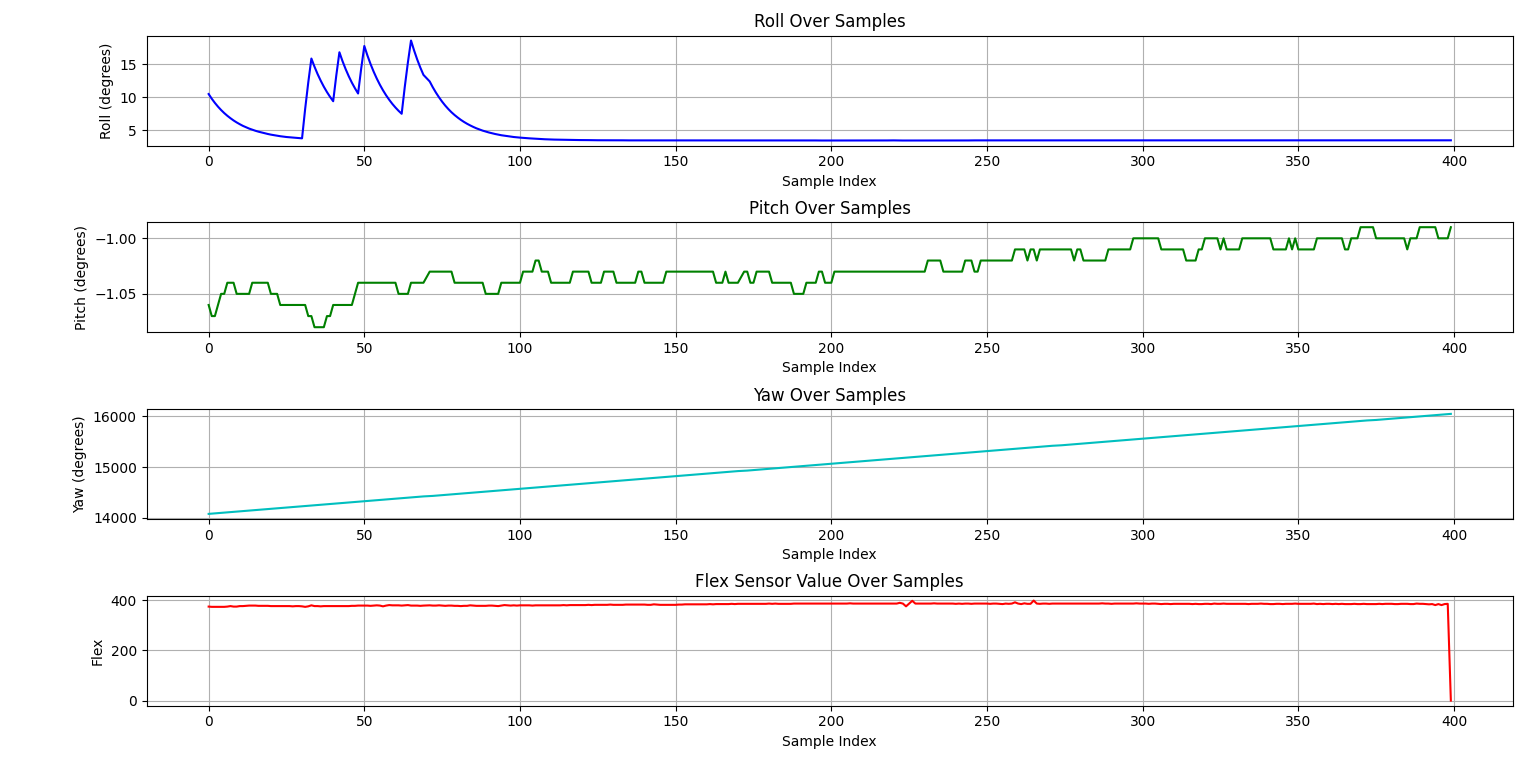 Roll Over Samples
Roll (degrees)
15
10
5
0 50 100 150 200 250 300 350 400
Sample Index
Pitch Over Samples
Pitch (degrees)
−1.00
−1.05
0 50 100 150 200 250 300 350 400
Sample Index
Yaw Over Samples
Yaw (degrees)
16000
15000
14000
0 50 100 150 200 250 300 350 400
Sample Index
Flex Sensor Value Over Samples
Flex
400
200
0
0 50 100 150 200 250 300 350 400
Sample Index